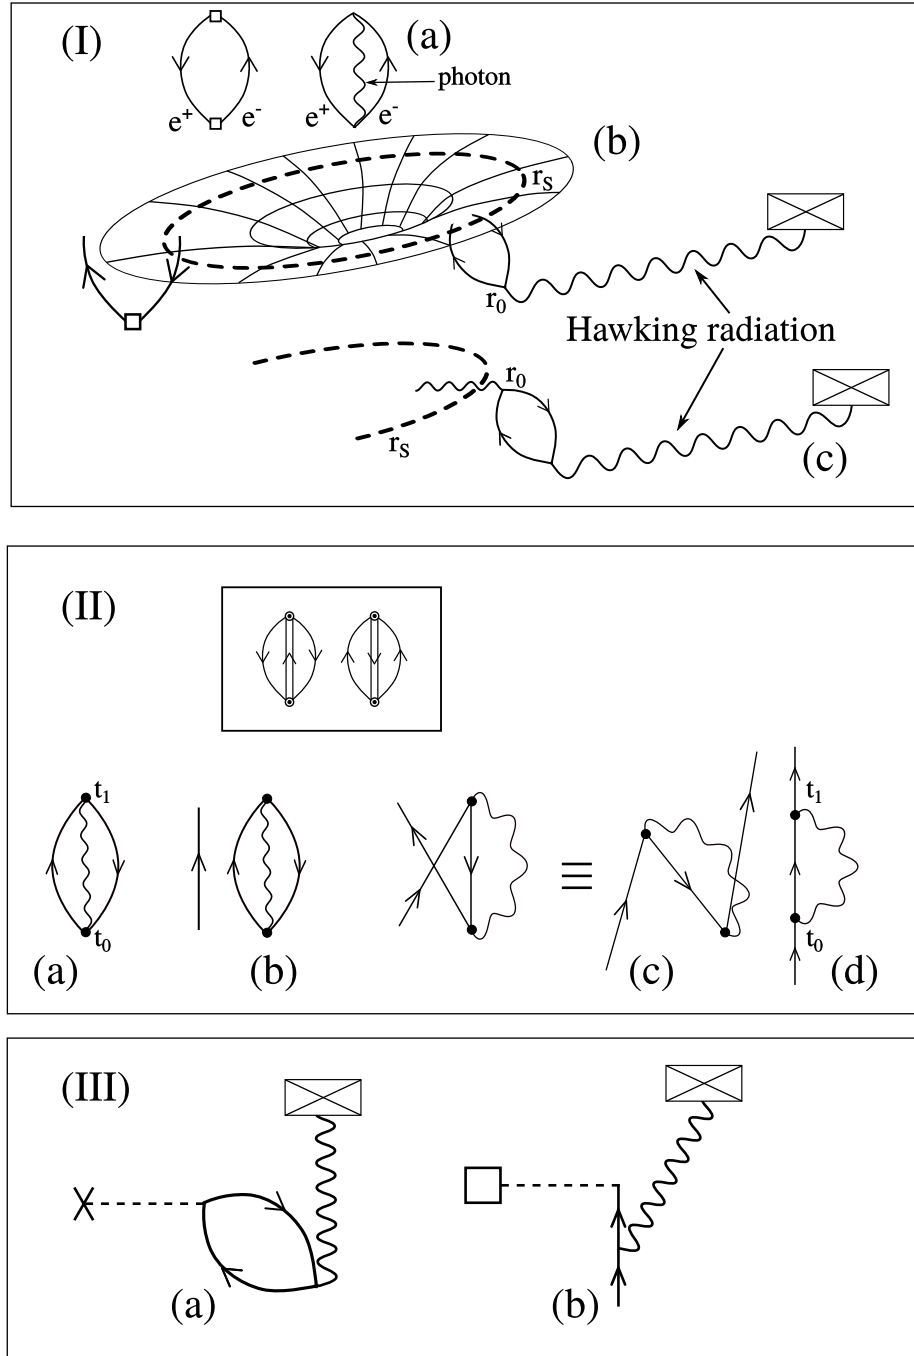 (I)
(a)
photon
e+ e- e+ e-
(b)
rS
r0
Hawking radiation
r0
rS
(c)
(II)
t1
t1
t0
t0
(a) (b) (c) (d)
(III)
(a) (b)